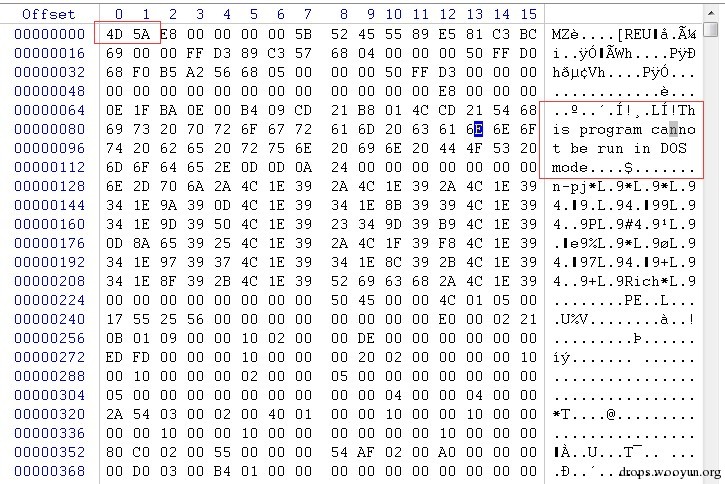 Offset 0 1 2 3 4 5 6 7 8 9 10 11 12 13 14 15
00000000 4D 5A E8 00 00 00 00 5B 52 45 55 89 E5 81 C3 BC MZè....[REU‖å.Ã¼
00000016 69 00 00 FF D3 89 C3 57 68 04 00 00 00 50 FF D0 i..ÿÓ‖ÃWh....PÿÐ
00000032 68 F0 B5 A2 56 68 05 00 00 00 50 FF D3 00 00 00 hðµ¢Vh....PÿÓ...
00000048 00 00 00 00 00 00 00 00 00 00 00 00 E8 00 00 00 ............è...
00000064 0E 1F BA 0E 00 B4 09 CD 21 B8 01 4C CD 21 54 68 ..º..´.Í!¸.LÍ!Th
00000080 69 73 20 70 72 6F 67 72 61 6D 20 63 61 6E 6E 6F is program canno
00000096 74 20 62 65 20 72 75 6E 20 69 6E 20 44 4F 53 20 t be run in DOS
00000112 6D 6F 64 65 2E 0D 0D 0A 24 00 00 00 00 00 00 00 mode....$.......
00000128 6E 2D 70 6A 2A 4C 1E 39 2A 4C 1E 39 2A 4C 1E 39 n-pj*L.9*L.9*L.9
00000144 34 1E 9A 39 0D 4C 1E 39 34 1E 8B 39 39 4C 1E 39 4.‖9.L.94.‖99L.9
00000160 34 1E 9D 39 50 4C 1E 39 23 34 9D 39 B9 4C 1E 39 4..9PL.9#4.9¹L.9
00000176 0D 8A 65 39 25 4C 1E 39 2A 4C 1F 39 F8 4C 1E 39 .‖e9%L.9*L.9øL.9
00000192 34 1E 97 39 37 4C 1E 39 34 1E 8C 39 2B 4C 1E 39 4.‖97L.94.‖9+L.9
00000208 34 1E 8F 39 2B 4C 1E 39 52 69 63 68 2A 4C 1E 39 4..9+L.9Rich*L.9
00000224 00 00 00 00 00 00 00 00 50 45 00 00 4C 01 05 00 ........PE..L...
00000240 17 55 25 56 00 00 00 00 00 00 00 00 E0 00 02 21 .U%V........à..!
00000256 0B 01 09 00 00 10 02 00 00 DE 00 00 00 00 00 00 .........Þ......
00000272 ED FD 00 00 00 10 00 00 00 20 02 00 00 00 00 10 íý....... ......
00000288 00 10 00 00 00 02 00 00 05 00 00 00 00 00 00 00 ................
00000304 05 00 00 00 00 00 00 00 00 04 00 00 04 00 00 ................
00000320 2A 54 03 00 02 00 40 01 00 00 10 00 00 10 00 00 *T....@.........
00000336 00 00 10 00 00 10 00 00 00 00 00 00 10 00 00 00 ................
00000352 80 C0 02 00 55 00 00 00 54 AF 02 00 A0 00 00 00 ‖À..U...T¯.. ...
00000368 00 D0 03 00 B4 01 00 00 00 00 00 00 00 00 00 00 .Ð..´...........
drops.wooyun.org